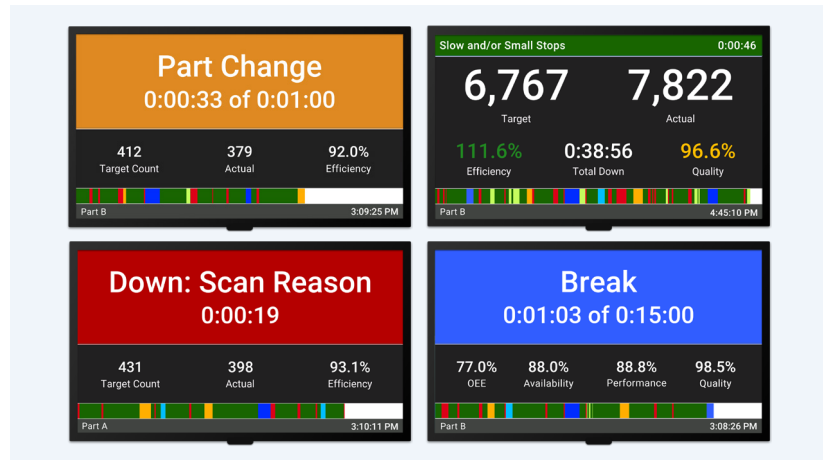 Part Change
0:00:33 of 0:01:00
412 379 92.0%
Target Count Actual Efficiency
Part B 3:09:25 PM
Slow and/or Small Stops 0:00:46
6,767 7,822
Target Actual
111.6% 0:38:56 96.6%
Efficiency Total Down Quality
Part B 4:45:10 PM
Down: Scan Reason
0:00:19
431 398 93.1%
Target Count Actual Efficiency
Part A 3:10:11 PM
Break
0:01:03 of 0:15:00
77.0% 88.0% 88.8% 98.5%
OEE Availability Performance Quality
Part B 3:08:26 PM